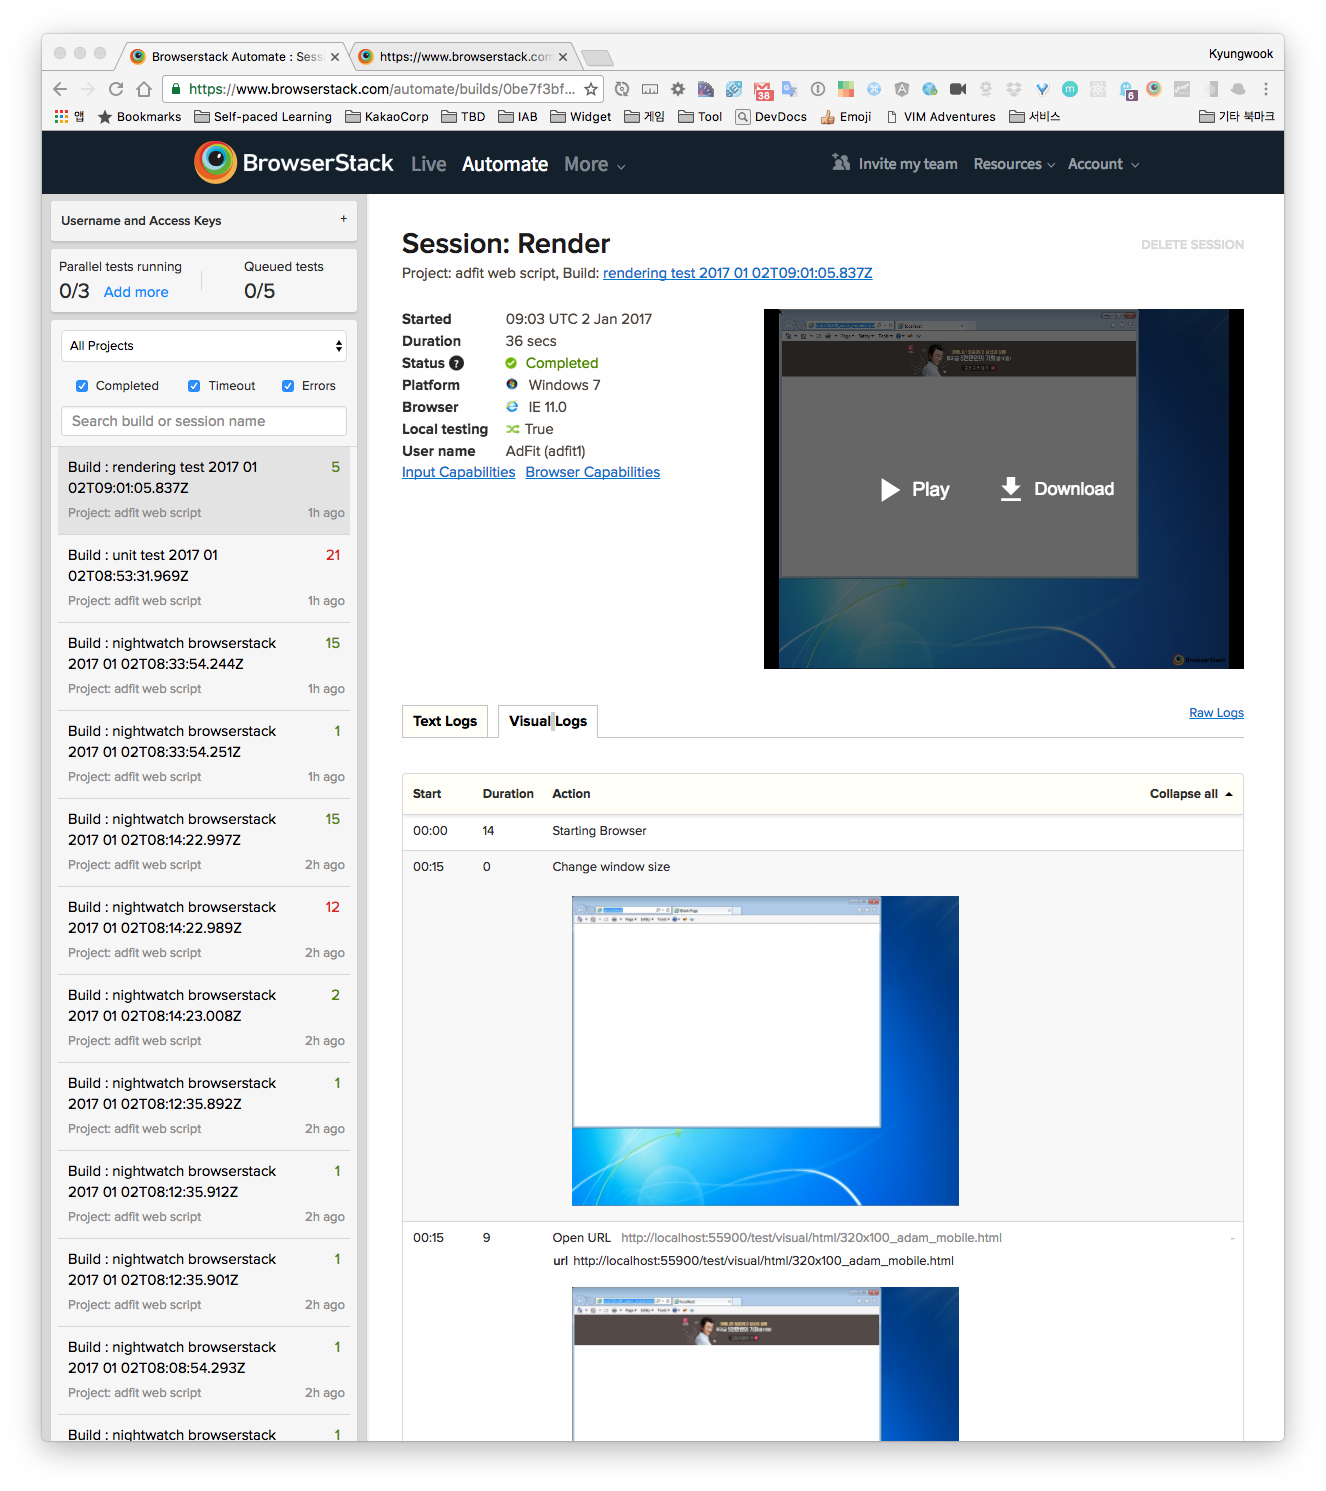 Browserstack Automate : Sess
https://www.browserstack.com
Kyungwook
https://www.browserstack.com/automate/builds/0be7f3bf...
38
6
앱
Bookmarks
Self-paced Learning
KakaoCorp
TBD
IAB
Widget
게임
Tool
DevDocs
Emoji
VIM Adventures
서비스
기타 북마크
BrowserStack
Live
Automate
More
Invite my team
Resources
Account
Username and Access Keys
+
Parallel tests running
0/3 Add more
Queued tests
0/5
All Projects
Completed
Timeout
Errors
Search build or session name
Build : rendering test 2017 01 5
02T09:01:05.837Z
Project: adfit web script 1h ago
Build : unit test 2017 01 21
02T08:53:31.969Z
Project: adfit web script 1h ago
Build : nightwatch browserstack 15
2017 01 02T08:33:54.244Z
Project: adfit web script 1h ago
Build : nightwatch browserstack 1
2017 01 02T08:33:54.251Z
Project: adfit web script 1h ago
Build : nightwatch browserstack 15
2017 01 02T08:14:22.997Z
Project: adfit web script 2h ago
Build : nightwatch browserstack 12
2017 01 02T08:14:22.989Z
Project: adfit web script 2h ago
Build : nightwatch browserstack 2
2017 01 02T08:14:23.008Z
Project: adfit web script 2h ago
Build : nightwatch browserstack 1
2017 01 02T08:12:35.892Z
Project: adfit web script 2h ago
Build : nightwatch browserstack 1
2017 01 02T08:12:35.912Z
Project: adfit web script 2h ago
Build : nightwatch browserstack 1
2017 01 02T08:12:35.901Z
Project: adfit web script 2h ago
Build : nightwatch browserstack 1
2017 01 02T08:08:54.293Z
Project: adfit web script 2h ago
Build : nightwatch browserstack 1
Session: Render
DELETE SESSION
Project: adfit web script, Build: rendering test 2017 01 02T09:01:05.837Z
Started 09:03 UTC 2 Jan 2017
Duration 36 secs
Status ? Completed
Platform Windows 7
Browser IE 11.0
Local testing True
User name AdFit (adfit1)
Input Capabilities Browser Capabilities
Play
Download
Text Logs
Visual Logs
Raw Logs
Start Duration Action Collapse all
00:00 14 Starting Browser
00:15 0 Change window size
00:15 9 Open URL http://localhost:55900/test/visual/html/320x100_adam_mobile.html -
url http://localhost:55900/test/visual/html/320x100_adam_mobile.html